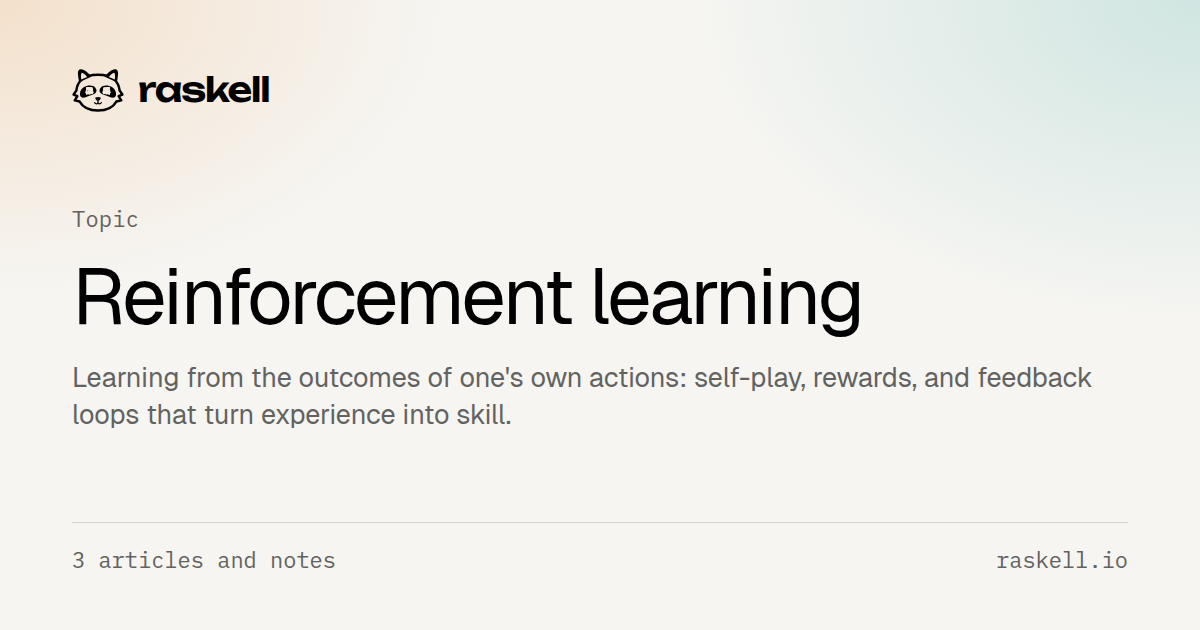 raskell
Topic
Reinforcement learning
Learning from the outcomes of one's own actions: self-play, rewards, and feedback
loops that turn experience into skill.
3 articles and notes
raskell.io